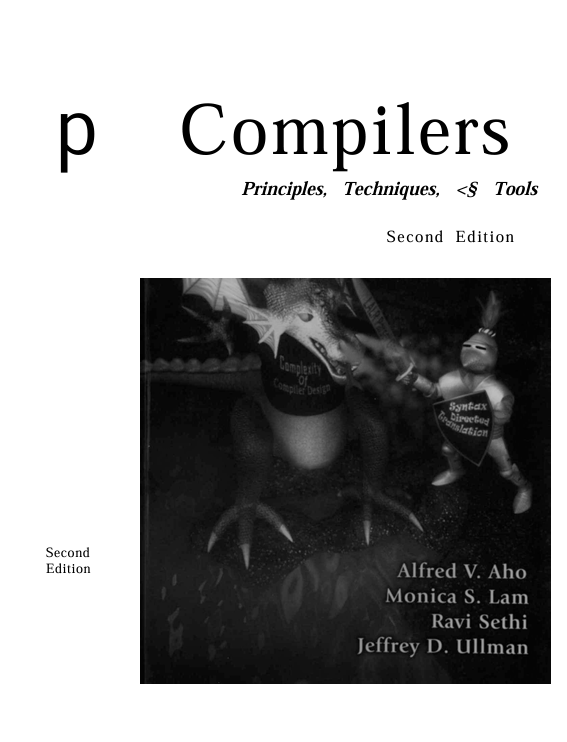 p Compilers
Principles, Techniques, <§ Tools
Second Edition
Complexity
Of
Compiler Design
Syntax
Directed
Translation
Second
Edition
Alfred V. Aho
Monica S. Lam
Ravi Sethi
Jeffrey D. Ullman